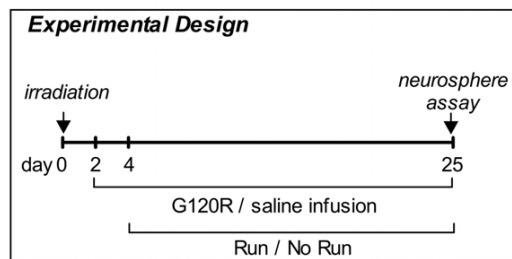 Experimental Design
irradiation
neurosphere
assay
day 0 2 4 25
G120R / saline infusion
Run / No Run